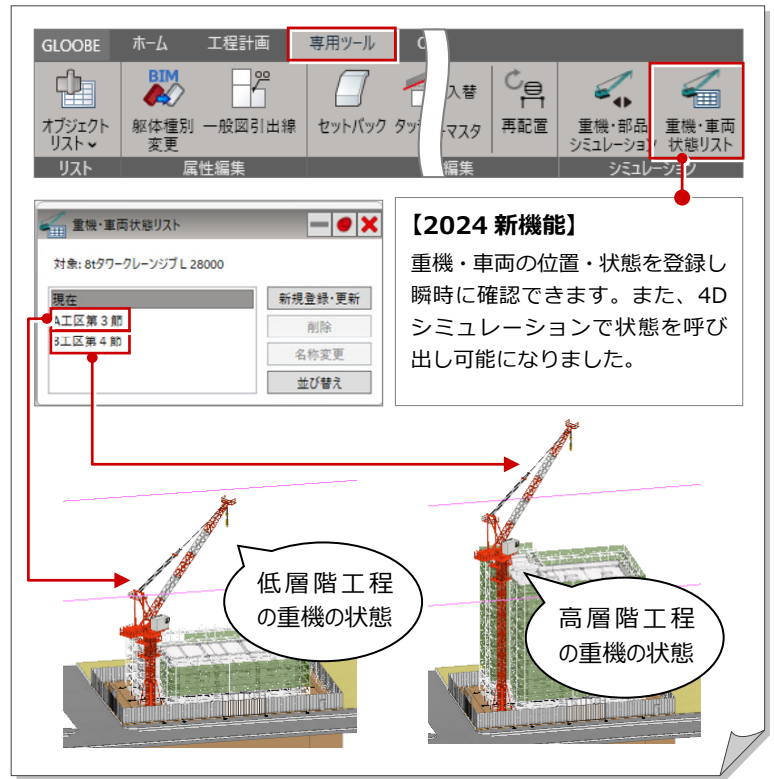 GLOOBE ホーム 工程計画 専用ツール
BIM
オブジェクト
リスト
躯体種別
変更
一般図引出線
セットバック
タッ
入替
マスタ
再配置
重機・部品
シミュレーション
重機・車両
状態リスト
リスト
属性編集
編集
シミュレーション
重機・車両状態リスト
対象: 8tタワークレーンジブ L 28000
現在
A工区第3節
B工区第4節
新規登録・更新
削除
名称変更
並び替え
【2024 新機能】
重機・車両の位置・状態を登録し
瞬時に確認できます。また、4D
シミュレーションで状態を呼び
出し可能になりました。
低層階工程
の重機の状態
高層階工程
の重機の状態